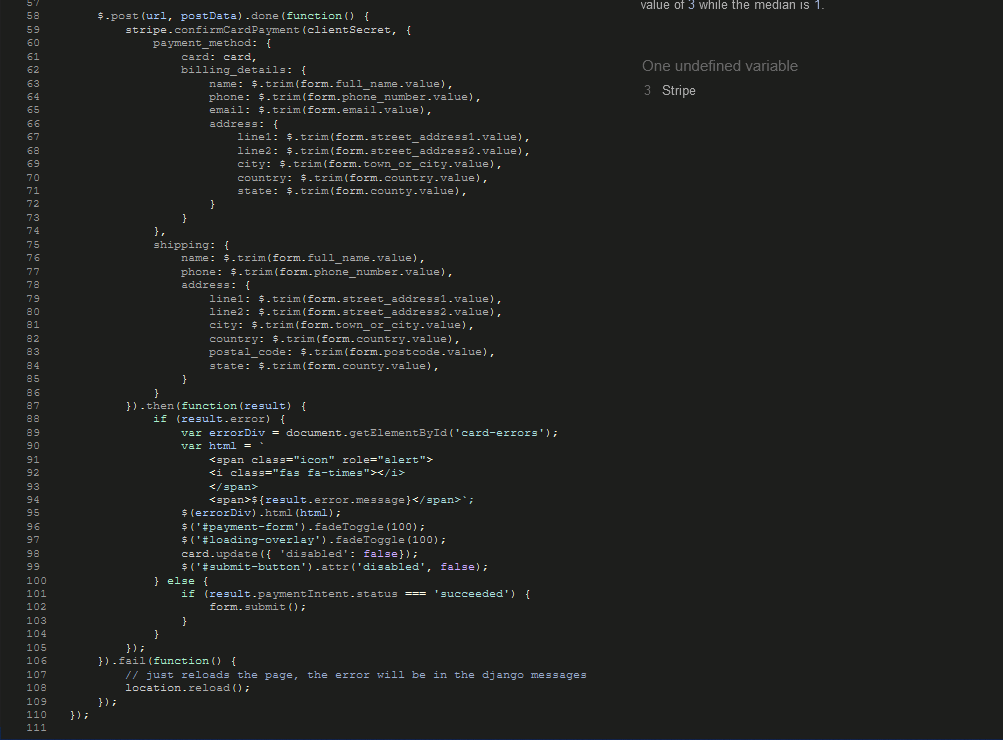 57
58 $.post(url, postData).done(function() {
59 stripe.confirmCardPayment(clientSecret, {
60 payment_method: {
61 card: card,
62 billing_details: {
63 name: $.trim(form.full_name.value),
64 phone: $.trim(form.phone_number.value),
65 email: $.trim(form.email.value),
66 address: {
67 line1: $.trim(form.street_address1.value),
68 line2: $.trim(form.street_address2.value),
69 city: $.trim(form.town_or_city.value),
70 country: $.trim(form.country.value),
71 state: $.trim(form.county.value),
72 }
73 }
74 },
75 shipping: {
76 name: $.trim(form.full_name.value),
77 phone: $.trim(form.phone_number.value),
78 address: {
79 line1: $.trim(form.street_address1.value),
80 line2: $.trim(form.street_address2.value),
81 city: $.trim(form.town_or_city.value),
82 country: $.trim(form.country.value),
83 postal_code: $.trim(form.postcode.value),
84 state: $.trim(form.county.value),
85 }
86 }
87 }).then(function(result) {
88 if (result.error) {
89 var errorDiv = document.getElementById('card-errors');
90 var html = `
91 <span class="icon" role="alert">
92 <i class="fas fa-times"></i>
93 </span>
94 <span>${result.error.message}</span>`;
95 $(errorDiv).html(html);
96 $('#payment-form').fadeToggle(100);
97 $('#loading-overlay').fadeToggle(100);
98 card.update({ 'disabled': false});
99 $('#submit-button').attr('disabled', false);
100 } else {
101 if (result.paymentIntent.status === 'succeeded') {
102 form.submit();
103 }
104 }
105 });
106 }).fail(function() {
107 // just reloads the page, the error will be in the django messages
108 location.reload();
109 });
110 });
111
value of 3 while the median is 1.
One undefined variable
3 Stripe